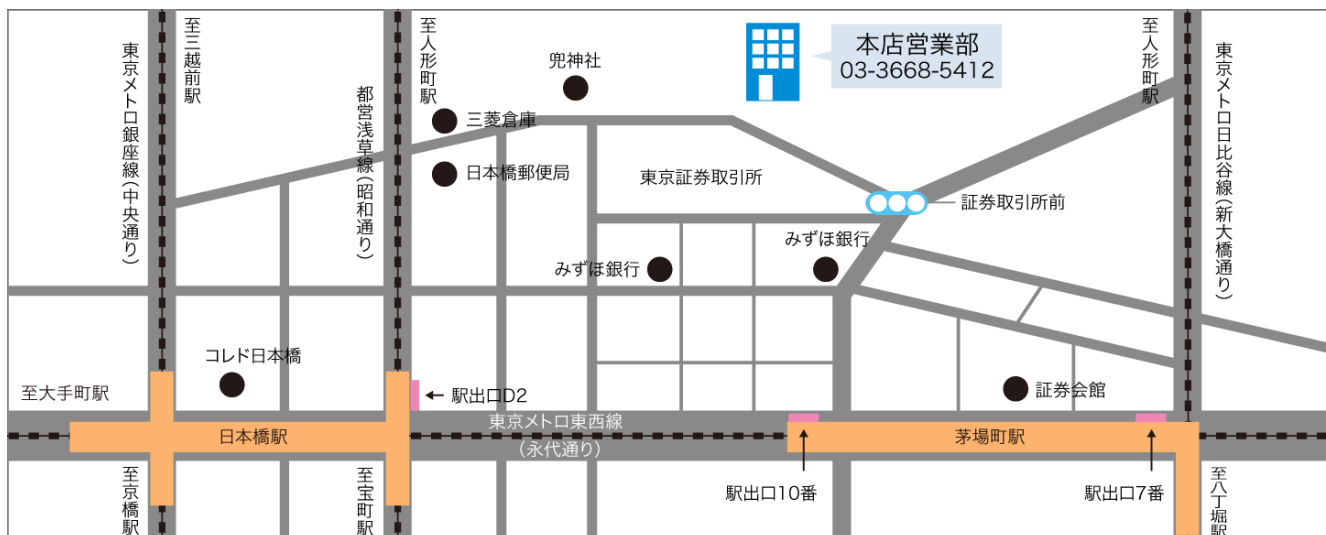 東京メトロ銀座線(中央通り)
至三越前駅
都営浅草線(昭和通り)
至人形町駅
兜神社
三菱倉庫
日本橋郵便局
本店営業部
03-3668-5412
至人形町駅
東京メトロ日比谷線(新大橋通り)
東京証券取引所
証券取引所前
みずほ銀行
みずほ銀行
コレド日本橋
至大手町駅
駅出口D2
証券会館
日本橋駅
東京メトロ東西線
(永代通り)
茅場町駅
至京橋駅
至宝町駅
駅出口10番
駅出口7番
至八丁堀駅